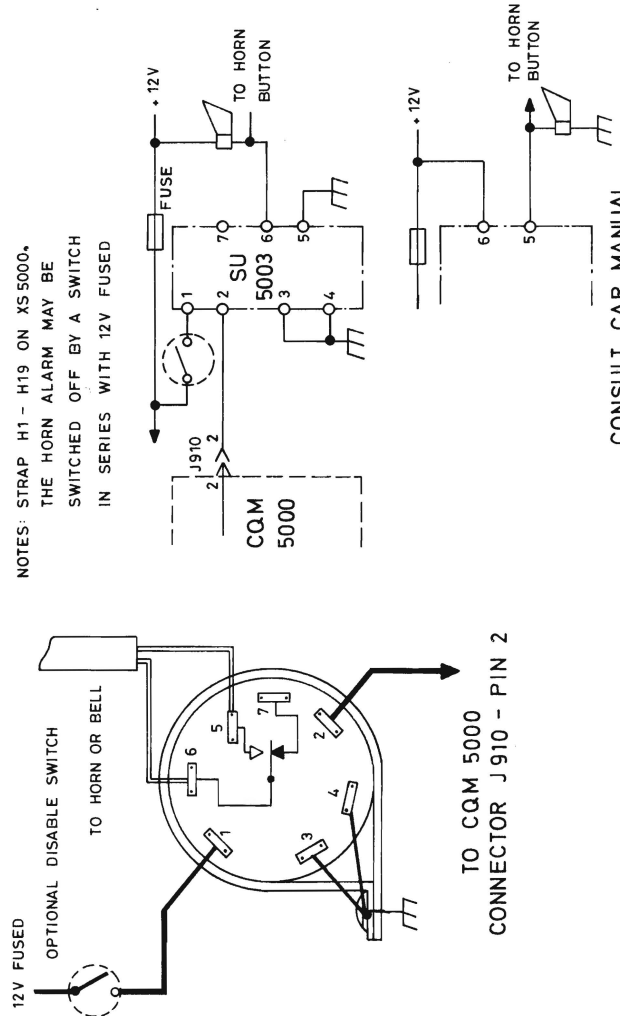 NOTES: STRAP H1 - H19 ON XS5000.
THE HORN ALARM MAY BE
SWITCHED OFF BY A SWITCH
IN SERIES WITH 12V FUSED
12V FUSED
OPTIONAL DISABLE SWITCH
TO HORN OR BELL
1
6
5
7
3
4
2
TO CQM 5000
CONNECTOR J910 - PIN 2
CQM
5000
2
J910
2
1
2
3
4
SU
5003
7
6
5
FUSE
+ 12V
TO HORN
BUTTON
6
5
+ 12V
TO HORN
BUTTON
CONSULT CAR MANUAL